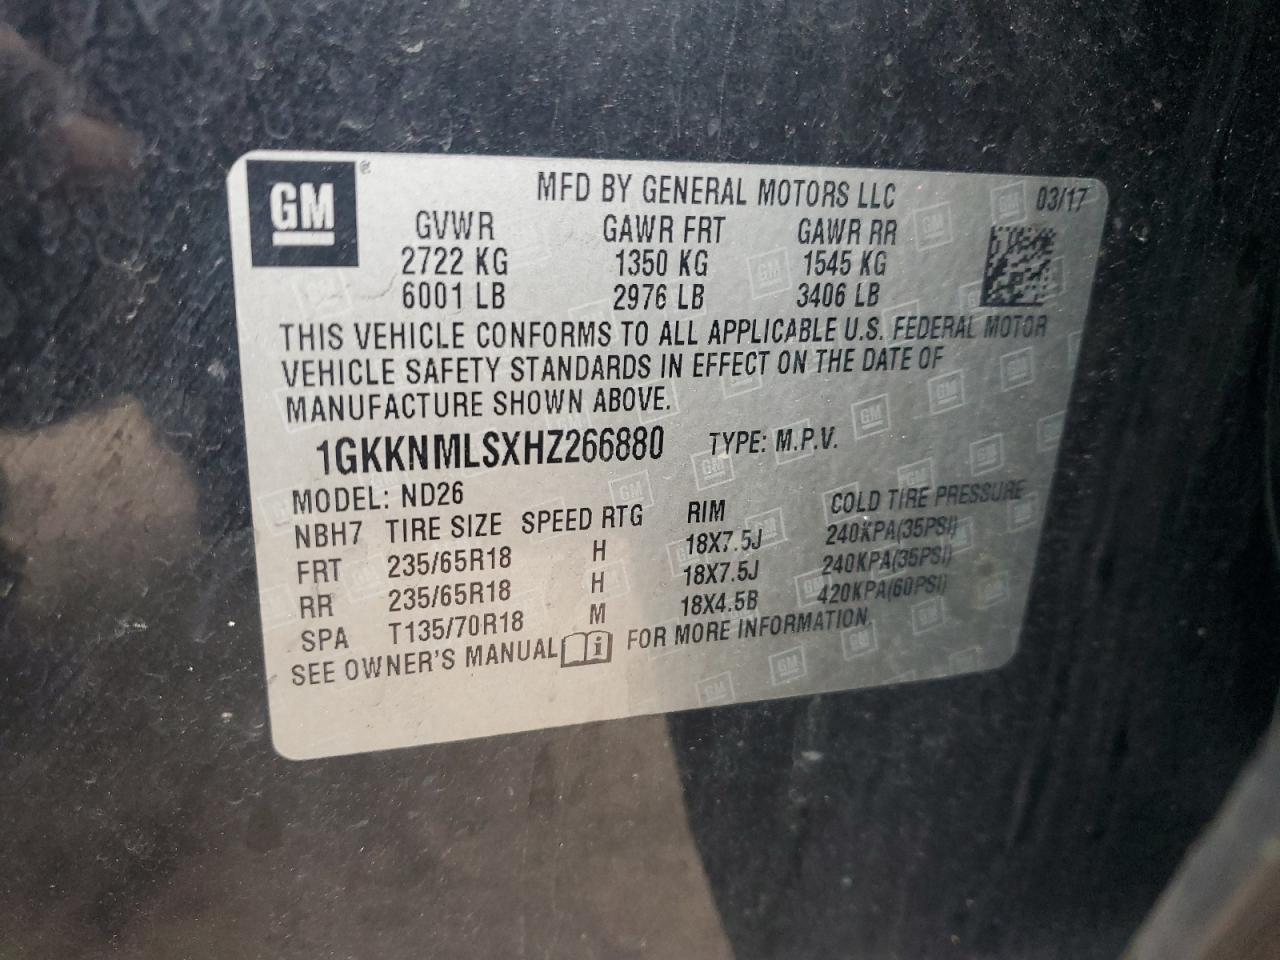 GM ®
MFD BY GENERAL MOTORS LLC 03/17
GVWR GAWR FRT GAWR RR
2722 KG 1350 KG 1545 KG
6001 LB 2976 LB 3406 LB
THIS VEHICLE CONFORMS TO ALL APPLICABLE U.S. FEDERAL MOTOR
VEHICLE SAFETY STANDARDS IN EFFECT ON THE DATE OF
MANUFACTURE SHOWN ABOVE.
1GKKNMLSXHZ266880 TYPE: M.P.V.
MODEL: ND26
NBH7 TIRE SIZE SPEED RTG RIM COLD TIRE PRESSURE
FRT 235/65R18 H 18X7.5J 240KPA(35PSI)
RR 235/65R18 H 18X7.5J 240KPA(35PSI)
SPA T135/70R18 M 18X4.5B 420KPA(60PSI)
SEE OWNER'S MANUAL i FOR MORE INFORMATION.